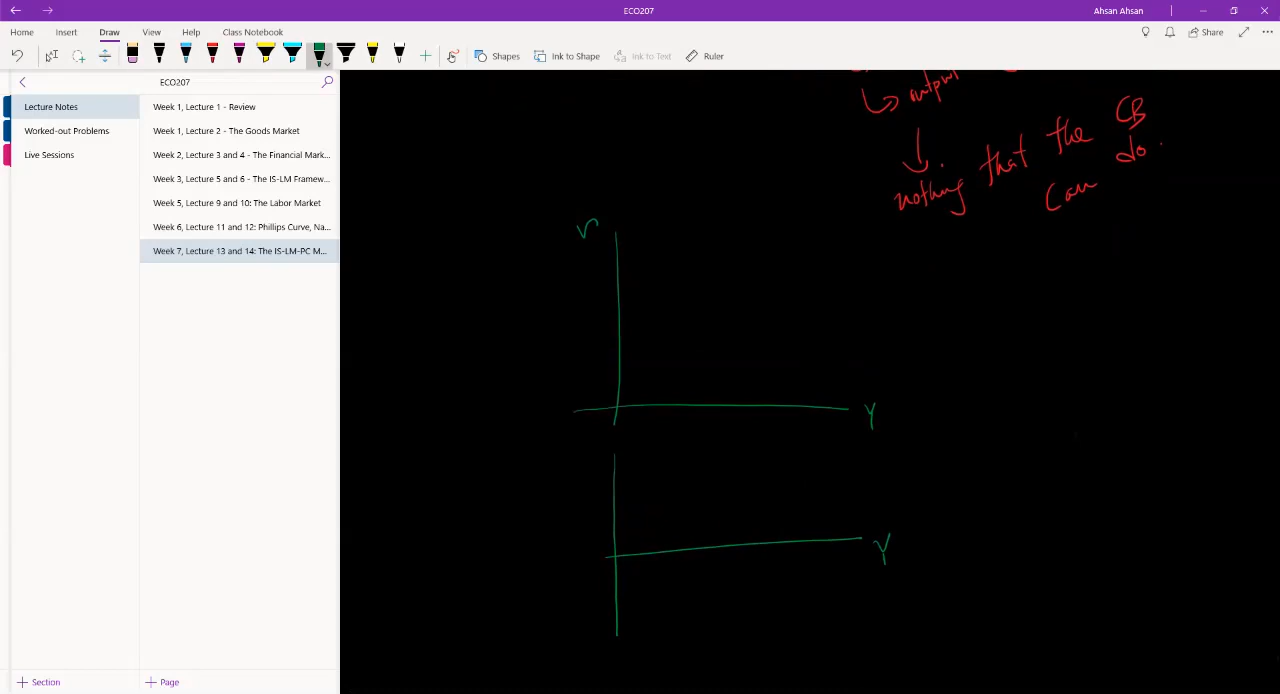 ECO207
Ahsan Ahsan
Home Insert Draw View Help Class Notebook
Share
Shapes Ink to Shape Ink to Text Ink to Math Ruler
ECO207
Lecture Notes
Worked-out Problems
Live Sessions
Week 1, Lecture 1 - Review
Week 1, Lecture 2 - The Goods Market
Week 2, Lecture 3 and 4 - The Financial Mark...
Week 3, Lecture 5 and 6 - The IS-LM Framew...
Week 5, Lecture 9 and 10: The Labor Market
Week 6, Lecture 11 and 12: Phillips Curve, Na...
Week 7, Lecture 13 and 14: The IS-LM-PC M...
Section
Page
output
nothing that the CB
can do
r
Y
Y